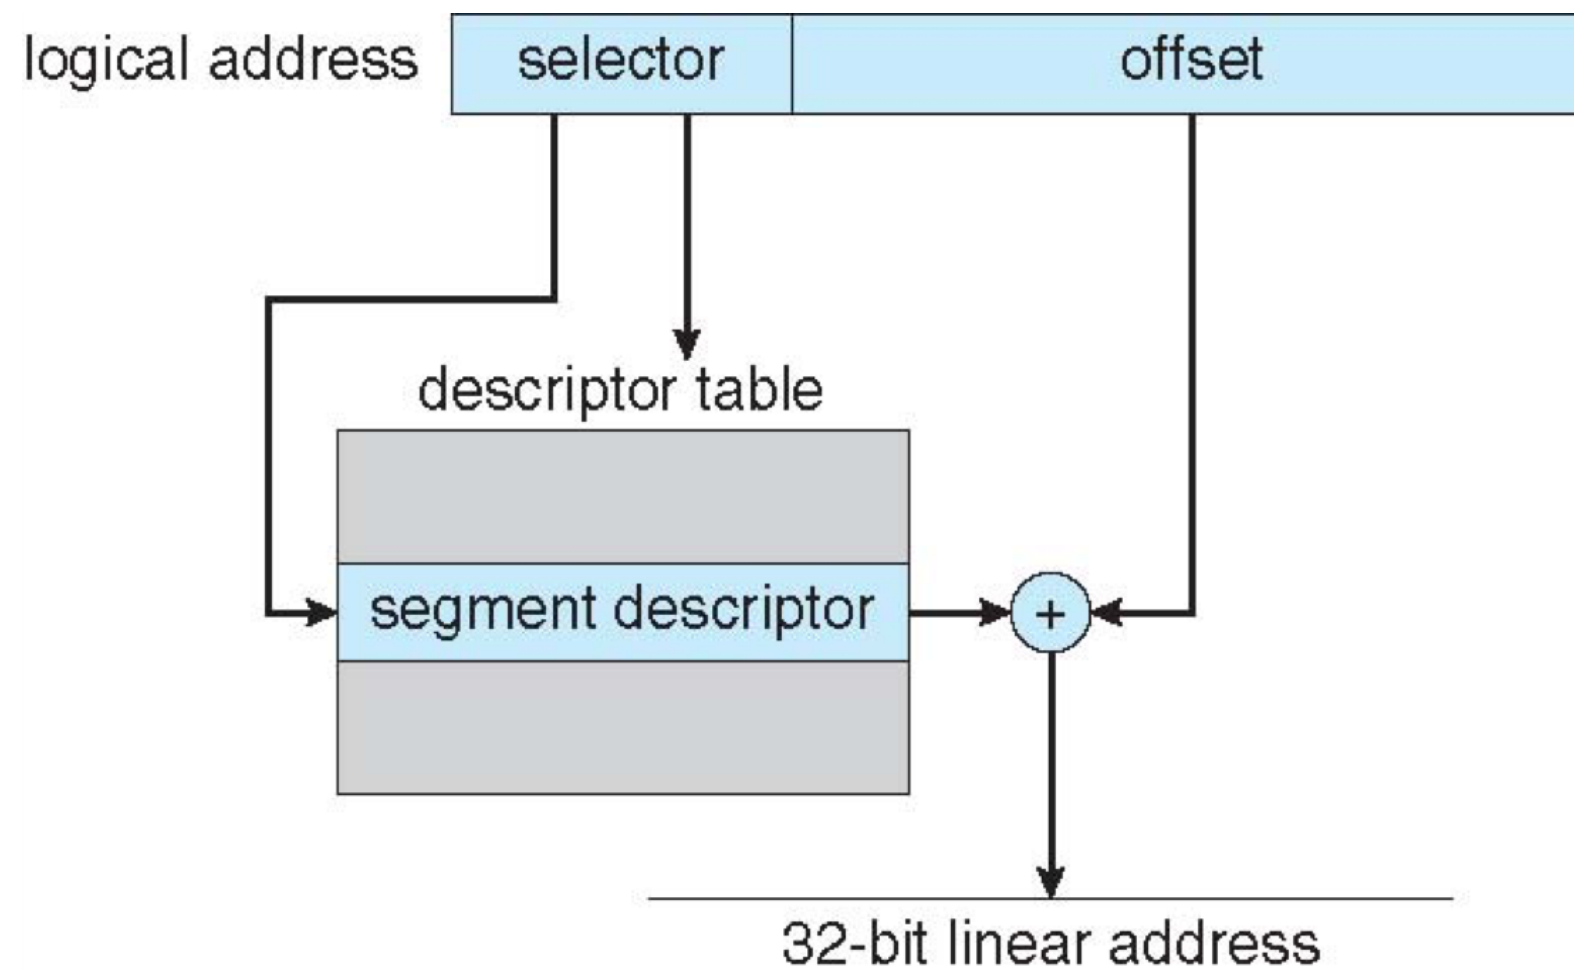 logical address selector offset
descriptor table
segment descriptor +
32-bit linear address